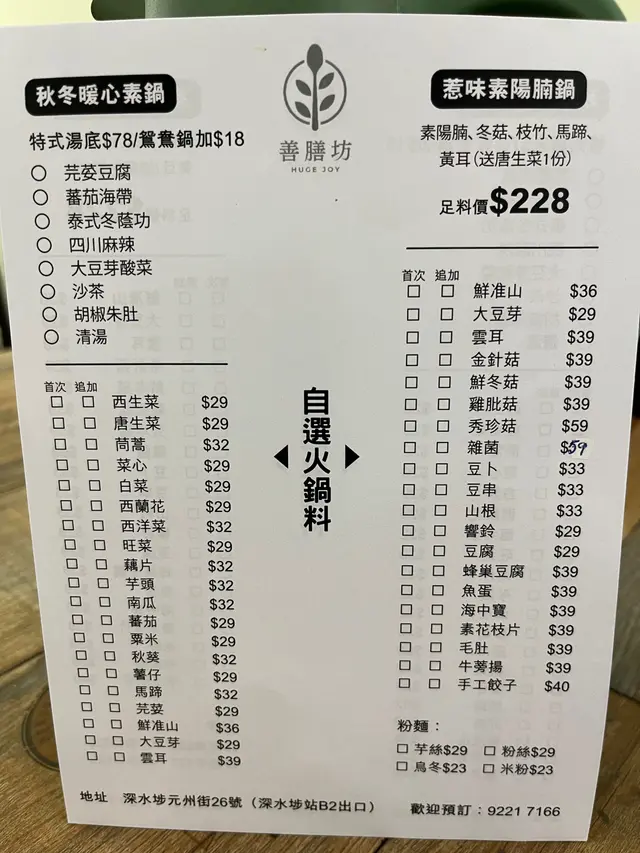 秋冬暖心素鍋
特式湯底$78/鴛鴦鍋加$18
芫荽豆腐
蕃茄海帶
泰式冬蔭功
四川麻辣
大豆芽酸菜
沙茶
胡椒朱肚
清湯
首次 追加
西生菜 $29
唐生菜 $29
茼蒿 $32
菜心 $29
白菜 $29
西蘭花 $29
西洋菜 $32
旺菜 $29
藕片 $32
芋頭 $32
南瓜 $32
蕃茄 $29
粟米 $29
秋葵 $32
薯仔 $29
馬蹄 $32
芫荽 $29
鮮准山 $36
大豆芽 $29
雲耳 $39
善膳坊
HUGE JOY
自選火鍋料
惹味素陽腩鍋
素陽腩、冬菇、枝竹、馬蹄、
黃耳(送唐生菜1份)
足料價$228
首次 追加
鮮准山 $36
大豆芽 $29
雲耳 $39
金針菇 $39
鮮冬菇 $39
雞肶菇 $39
秀珍菇 $59
雜菌 $59
豆卜 $33
豆串 $33
山根 $33
響鈴 $29
豆腐 $29
蜂巢豆腐 $39
魚蛋 $39
海中寶 $39
素花枝片 $39
毛肚 $39
牛蒡揚 $39
手工餃子 $40
粉麵：
芋絲$29 粉絲$29
烏冬$23 米粉$23
地址 深水埗元州街26號（深水埗站B2出口）
歡迎預訂：9221 7166